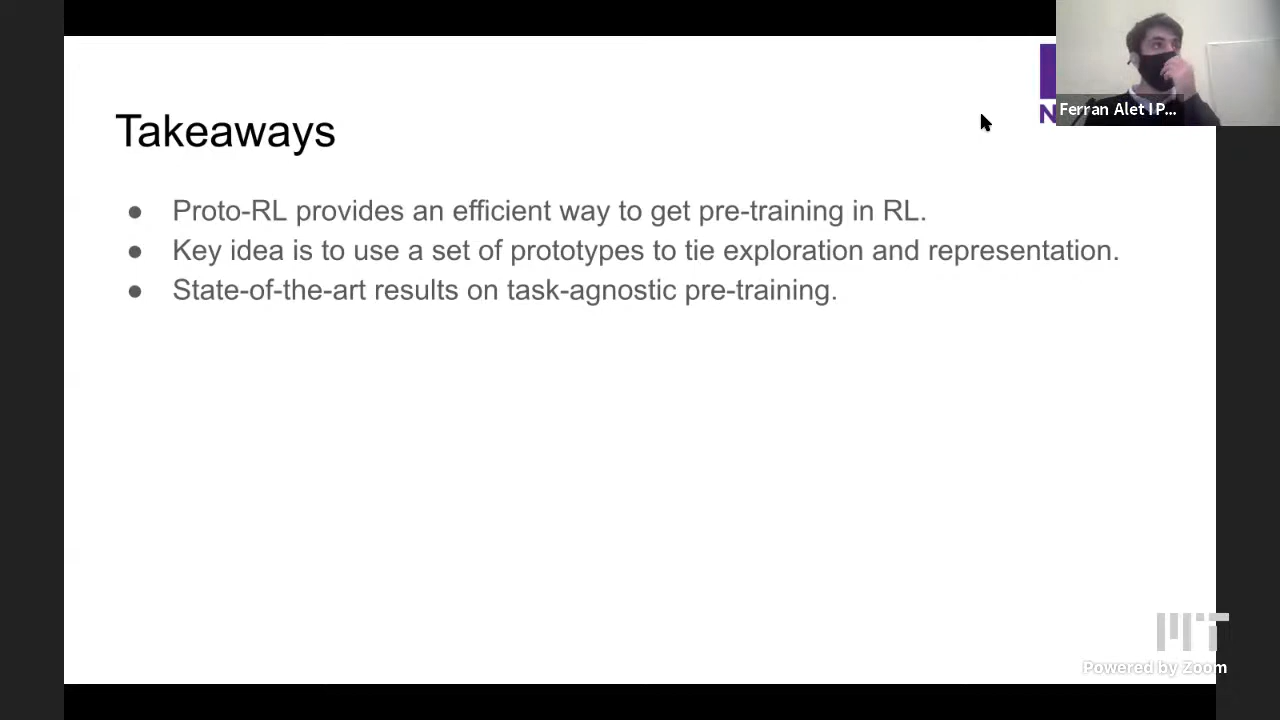 Takeaways
● Proto-RL provides an efficient way to get pre-training in RL.
● Key idea is to use a set of prototypes to tie exploration and representation.
● State-of-the-art results on task-agnostic pre-training.
N
Ferran Alet I P...
MIT
Powered by Zoom